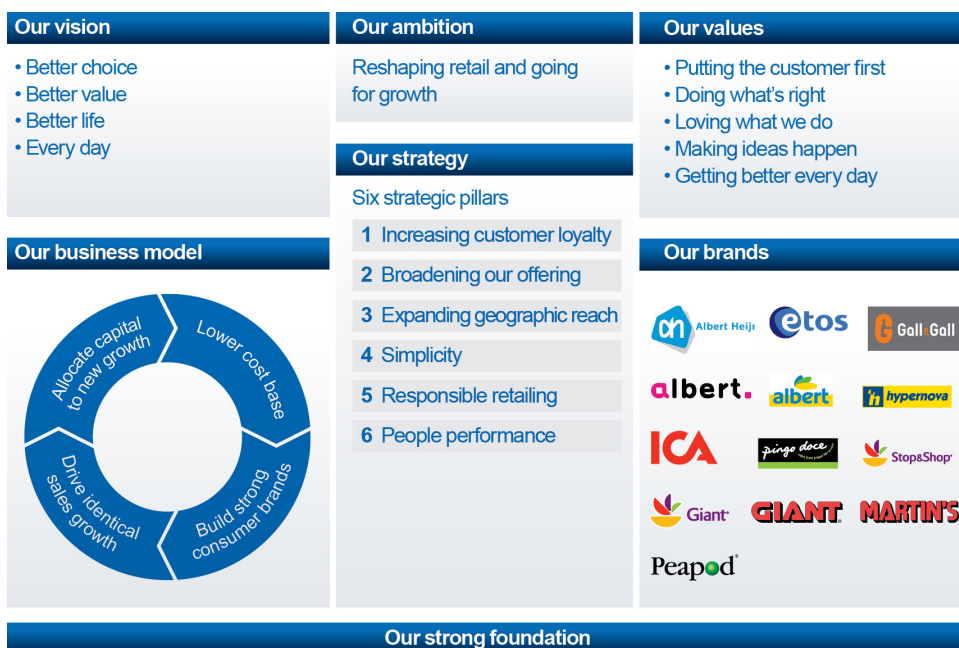 Our vision
• Better choice
• Better value
• Better life
• Every day
Our ambition
Reshaping retail and going
for growth
Our values
• Putting the customer first
• Doing what's right
• Loving what we do
• Making ideas happen
• Getting better every day
Our strategy
Six strategic pillars
1 Increasing customer loyalty
2 Broadening our offering
3 Expanding geographic reach
4 Simplicity
5 Responsible retailing
6 People performance
Our business model
Allocate capital
to new growth
Lower cost base
Build strong
consumer brands
Drive identical
sales growth
Our brands
ah Albert Heij
etos
G Gall&Gall
albert.
albert
h hypernova
ICA
pingo doce
Stop&Shop
Giant
GIANT
MARTIN'S
Peapod
Our strong foundation